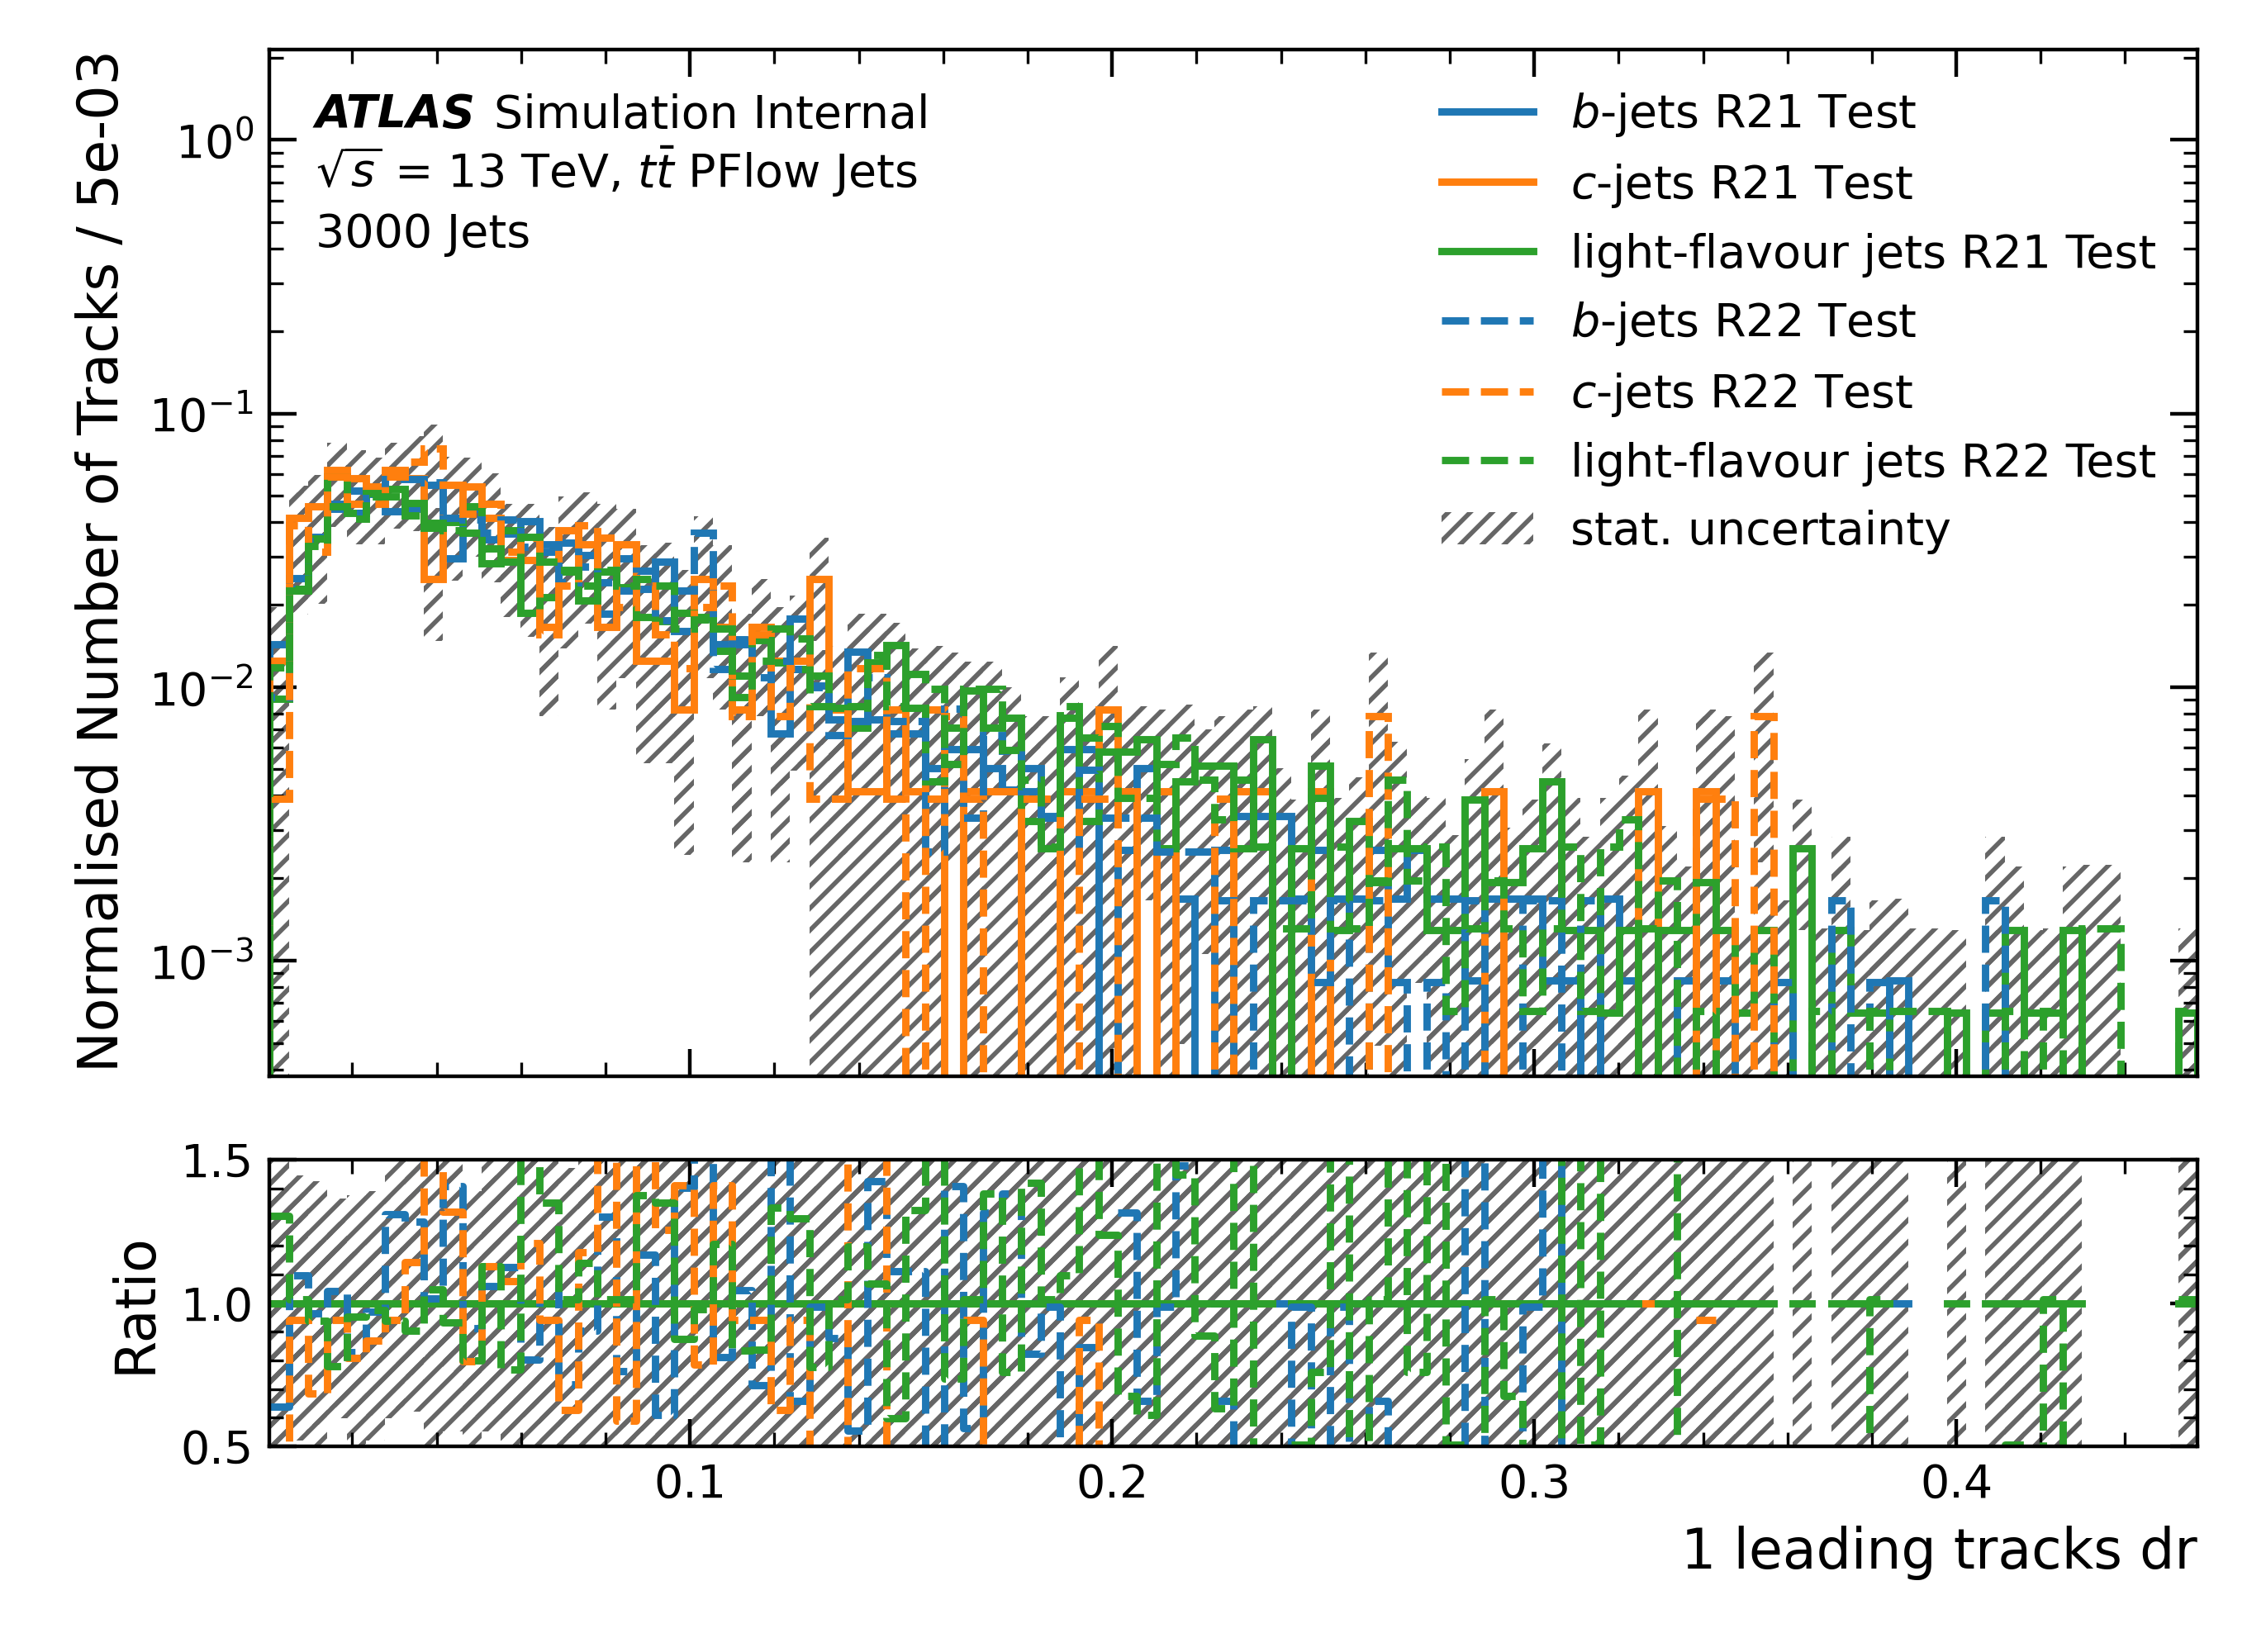 Normalised Number of Tracks / 5e-03
10⁰
10⁻¹
10⁻²
10⁻³
ATLAS Simulation Internal
√s = 13 TeV, tt̄ PFlow Jets
3000 Jets
b-jets R21 Test
c-jets R21 Test
light-flavour jets R21 Test
b-jets R22 Test
c-jets R22 Test
light-flavour jets R22 Test
stat. uncertainty
Ratio
1.5
1.0
0.5
0.1 0.2 0.3 0.4
1 leading tracks dr